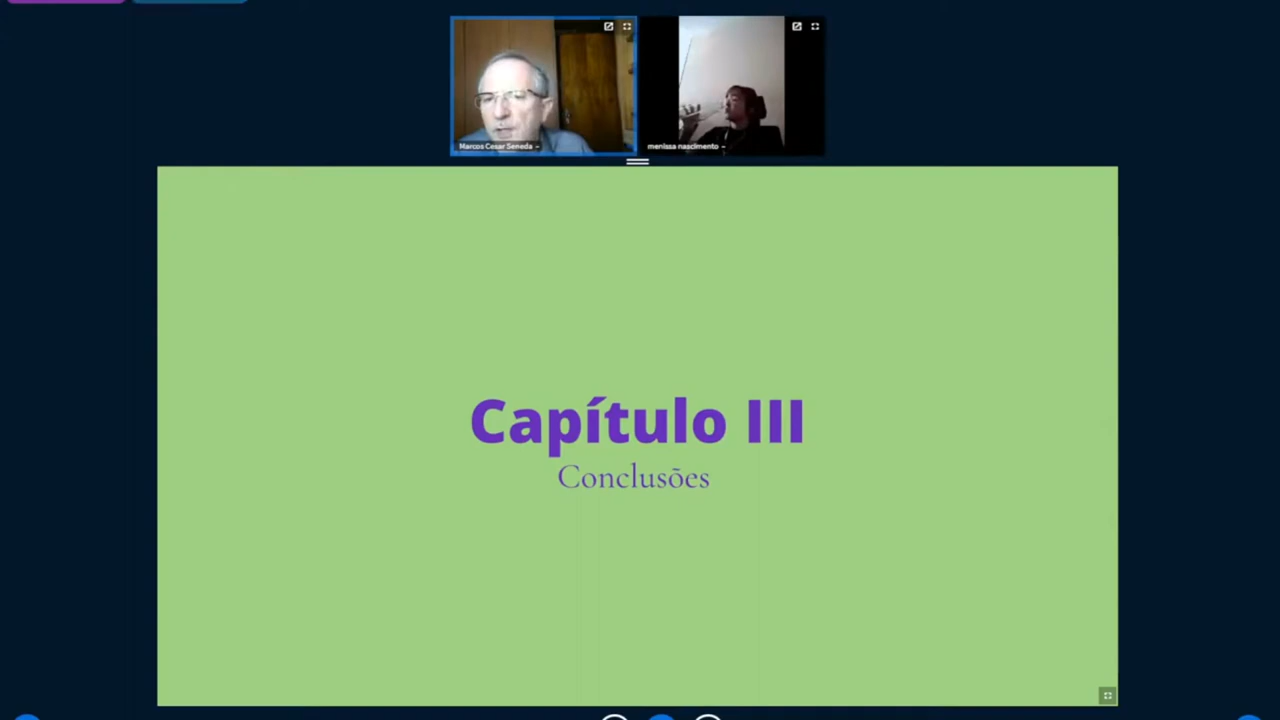 Marcos Cesar Seneda
menissa nascimento
Capítulo III
Conclusões